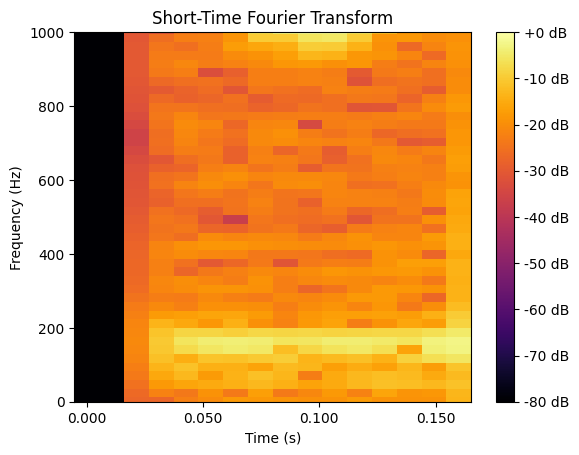 Short-Time Fourier Transform
Frequency (Hz)
1000
800
600
400
200
0
0.000
0.050
0.100
0.150
Time (s)
+0 dB
-10 dB
-20 dB
-30 dB
-40 dB
-50 dB
-60 dB
-70 dB
-80 dB